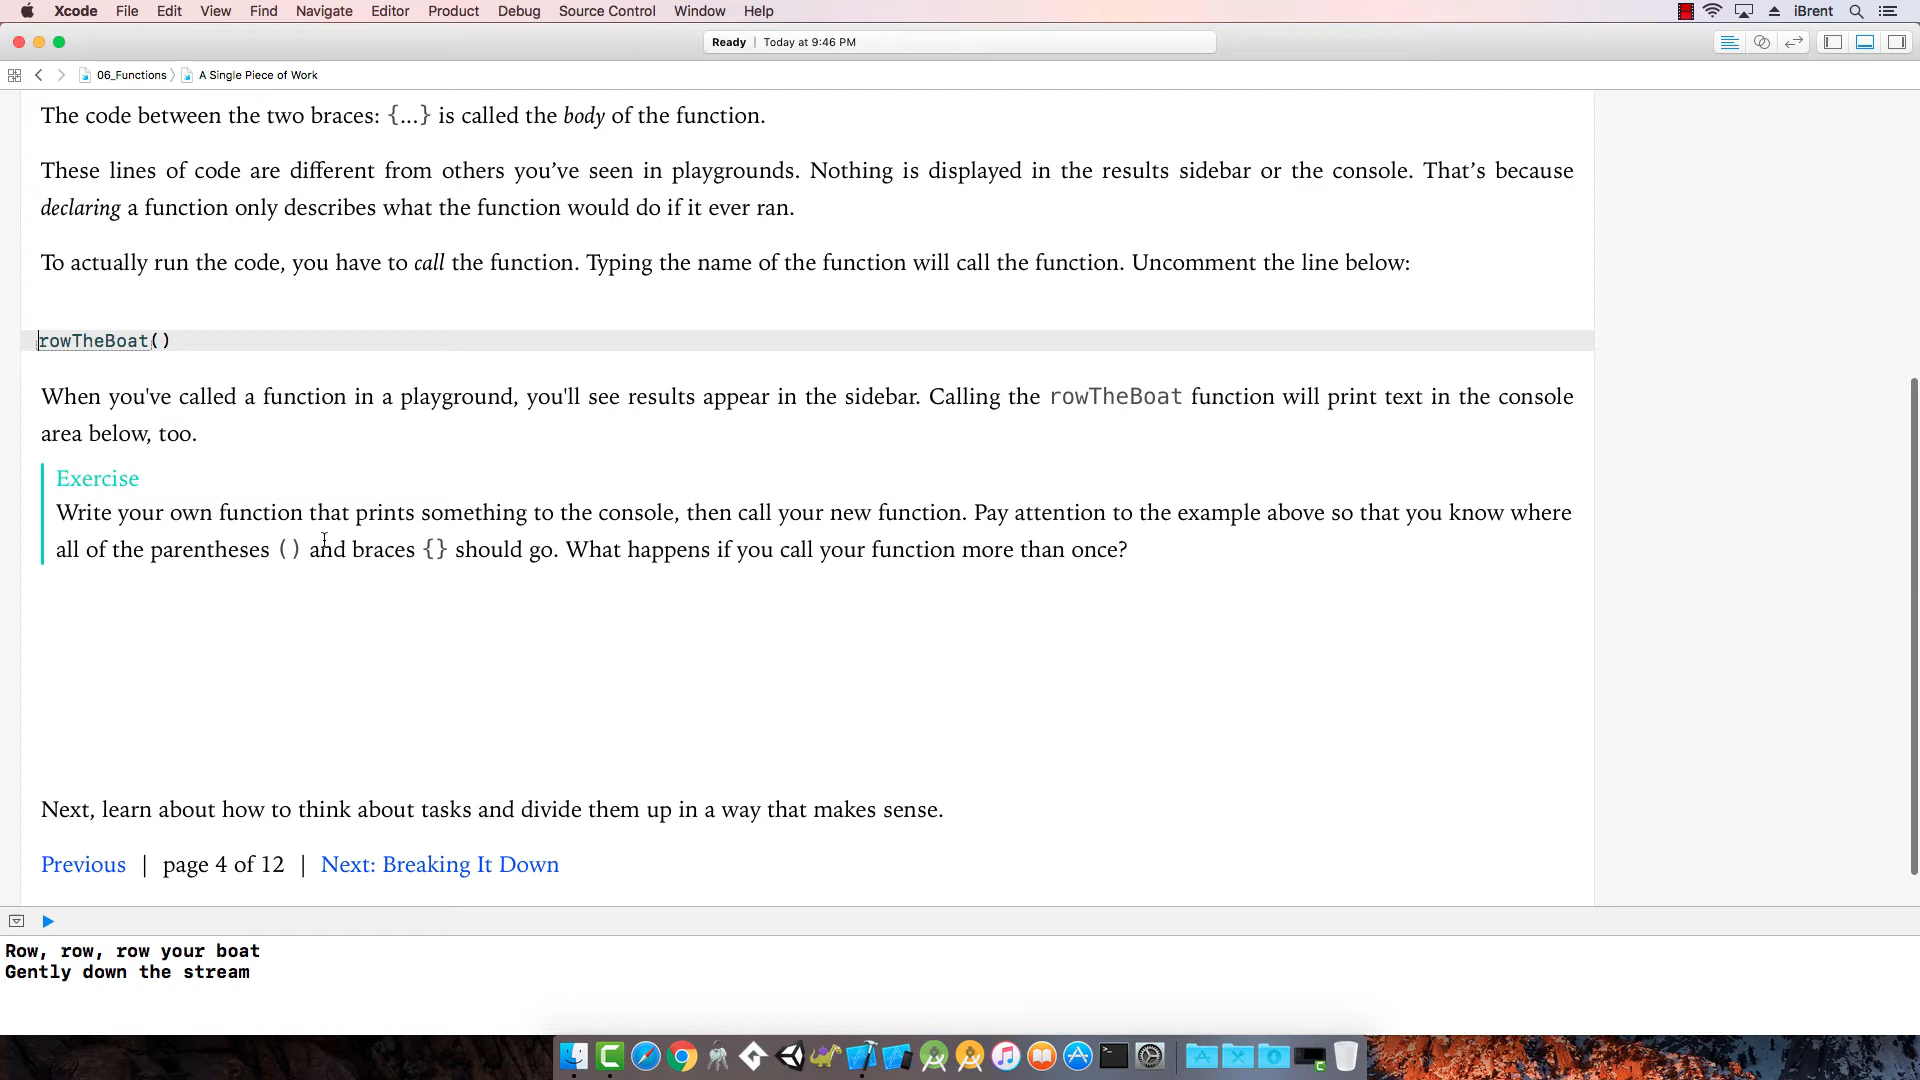 Xcode File Edit View Find Navigate Editor Product Debug Source Control Window Help iBrent
Ready Today at 9:46 PM
06_Functions A Single Piece of Work
The code between the two braces: {...} is called the body of the function.
These lines of code are different from others you’ve seen in playgrounds. Nothing is displayed in the results sidebar or the console. That’s because
declaring a function only describes what the function would do if it ever ran.
To actually run the code, you have to call the function. Typing the name of the function will call the function. Uncomment the line below:
rowTheBoat()
When you've called a function in a playground, you'll see results appear in the sidebar. Calling the rowTheBoat function will print text in the console
area below, too.
Exercise
Write your own function that prints something to the console, then call your new function. Pay attention to the example above so that you know where
all of the parentheses () and braces {} should go. What happens if you call your function more than once?
Next, learn about how to think about tasks and divide them up in a way that makes sense.
Previous | page 4 of 12 | Next: Breaking It Down
Row, row, row your boat
Gently down the stream